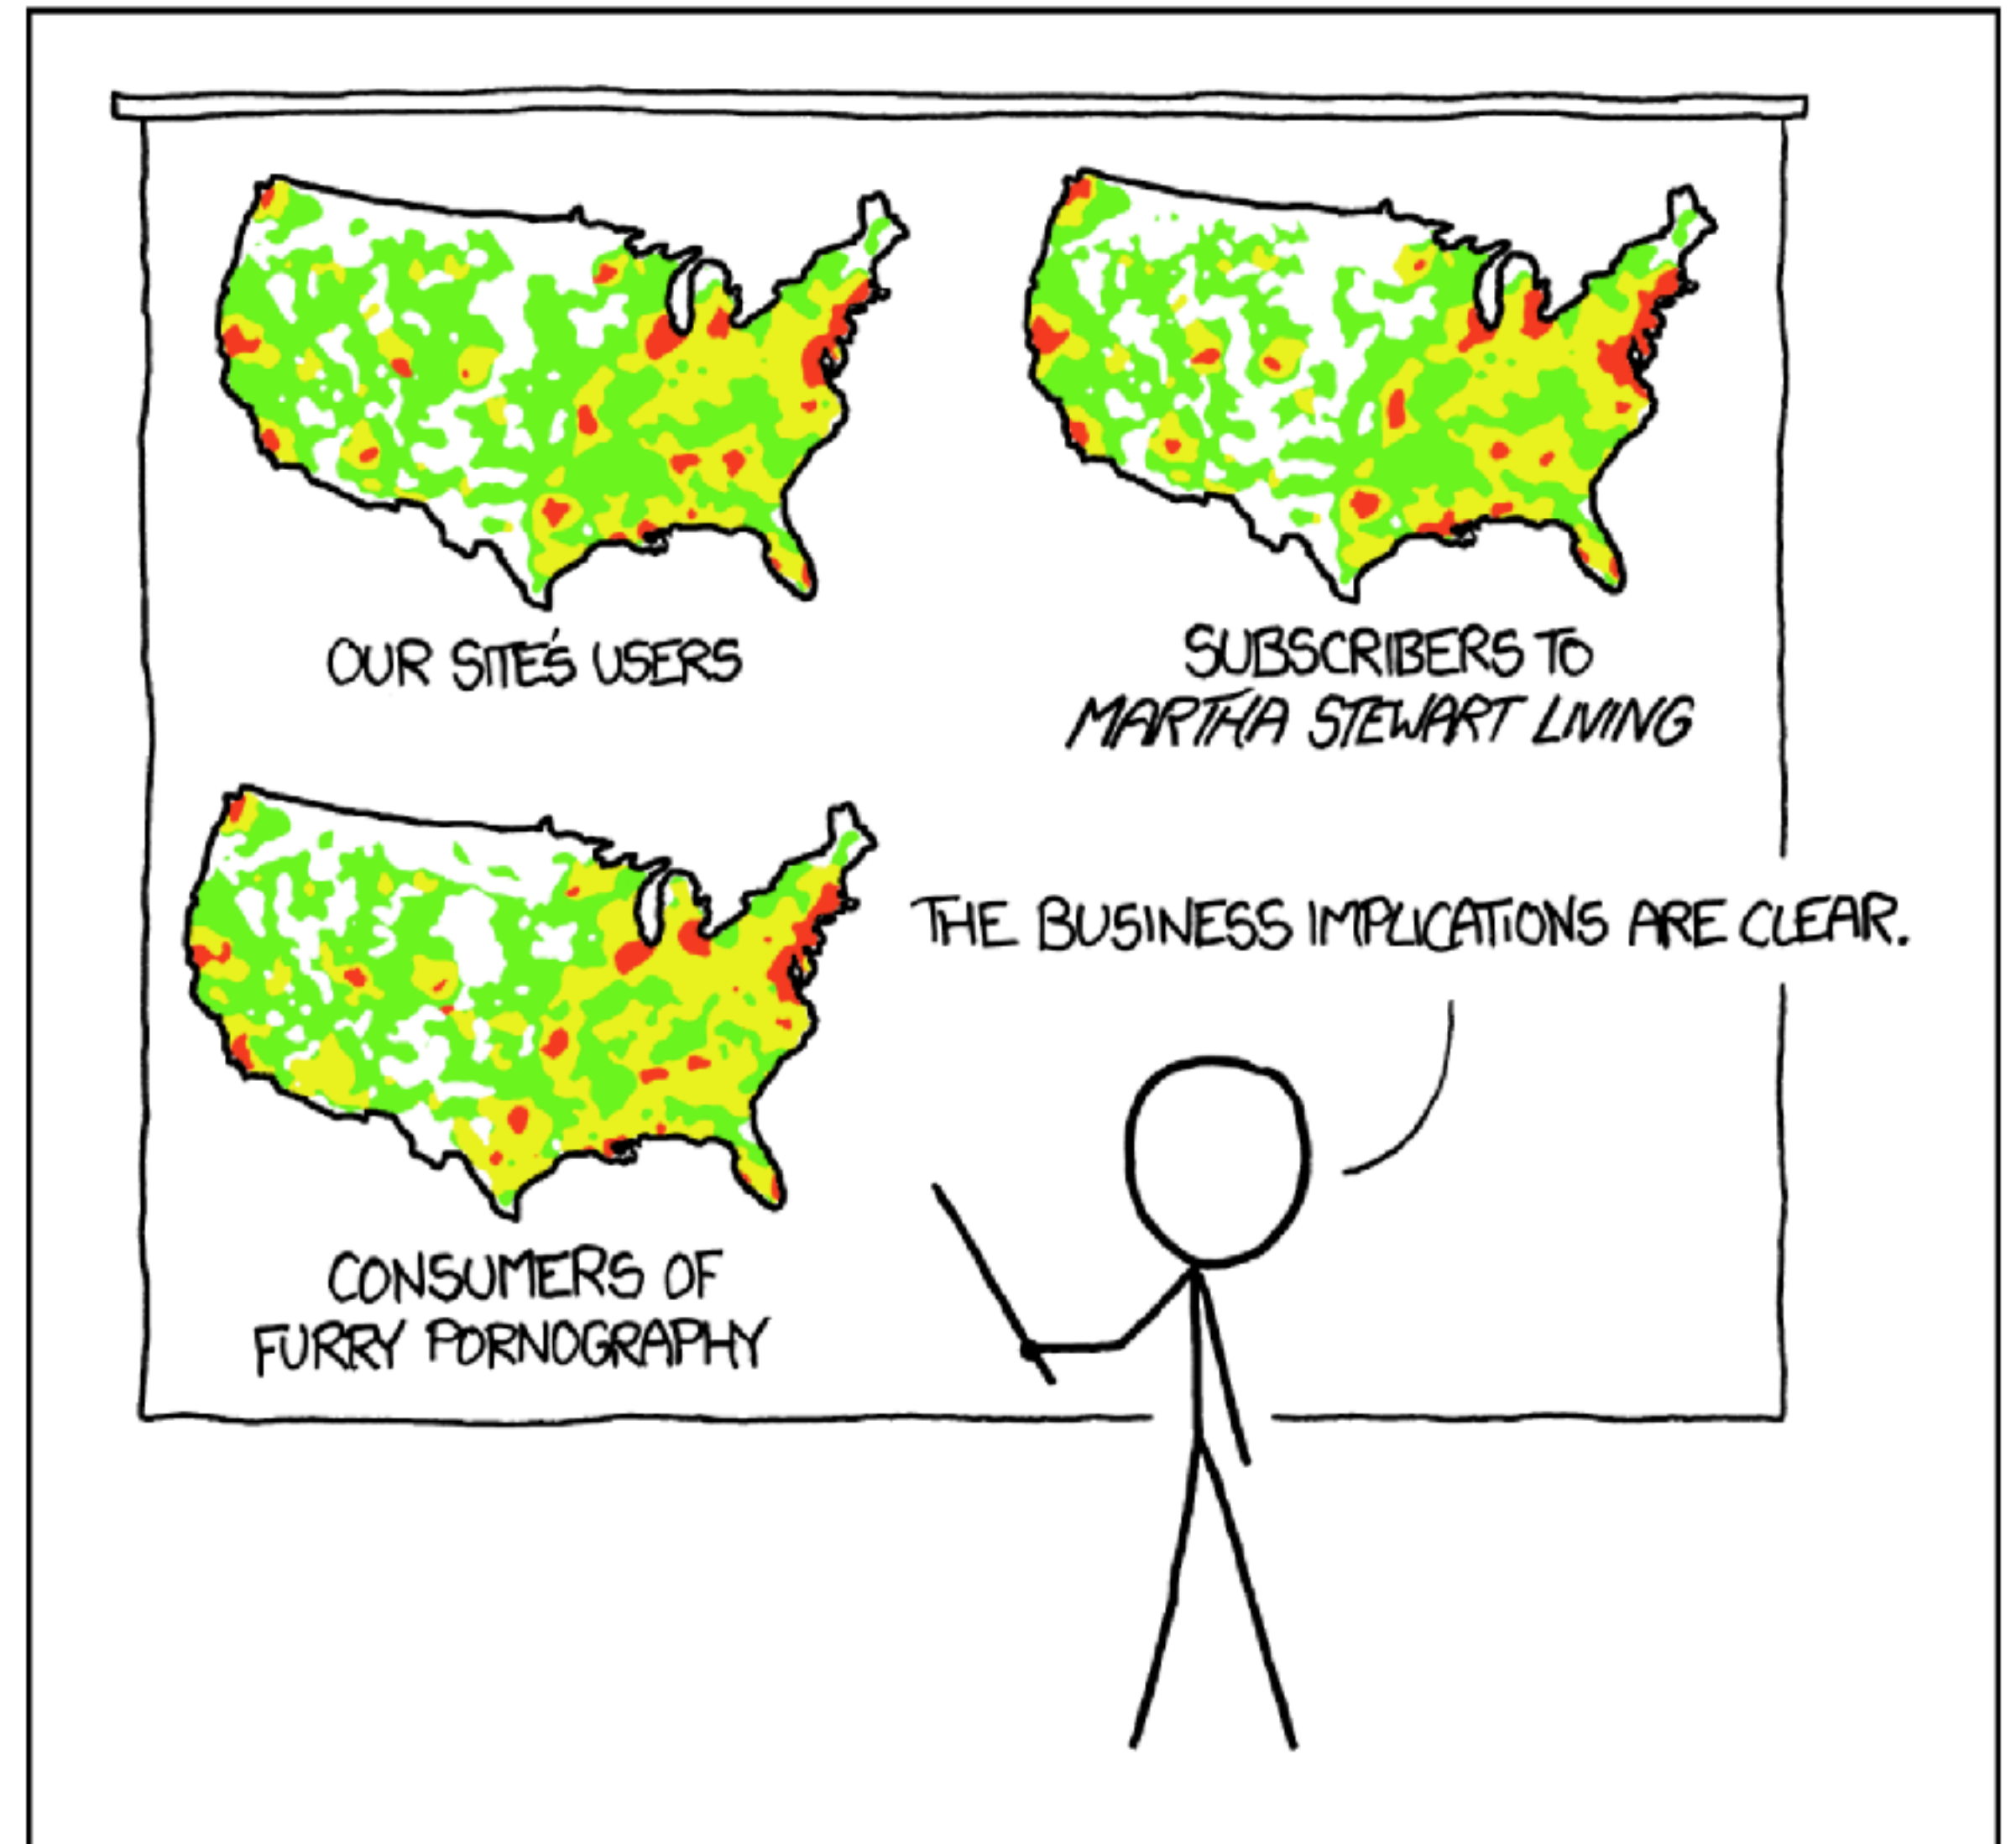 OUR SITE'S USERS
SUBSCRIBERS TO
MARTHA STEWART LIVING
THE BUSINESS IMPLICATIONS ARE CLEAR.
CONSUMERS OF
FURRY PORNOGRAPHY